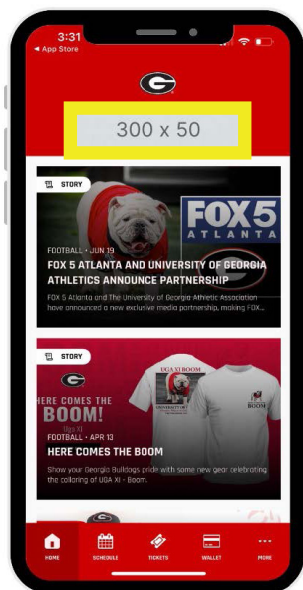 3:31
◀ App Store
G
300 x 50
STORY
FOX 5
ATLANTA
FOOTBALL • JUN 19
FOX 5 ATLANTA AND UNIVERSITY OF GEORGIA
ATHLETICS ANNOUNCE PARTNERSHIP
FOX 5 Atlanta and The University of Georgia Athletic Association
have announced a new exclusive media partnership, making FOX...
STORY
G
HERE COMES THE
BOOM!
Uga XI
UGA XI BOOM
BOOM
FOOTBALL • APR 13
HERE COMES THE BOOM
Show your Georgia Bulldogs pride with some new gear celebrating
the collaring of UGA XI - Boom.
HOME
SCHEDULE
TICKETS
WALLET
MORE